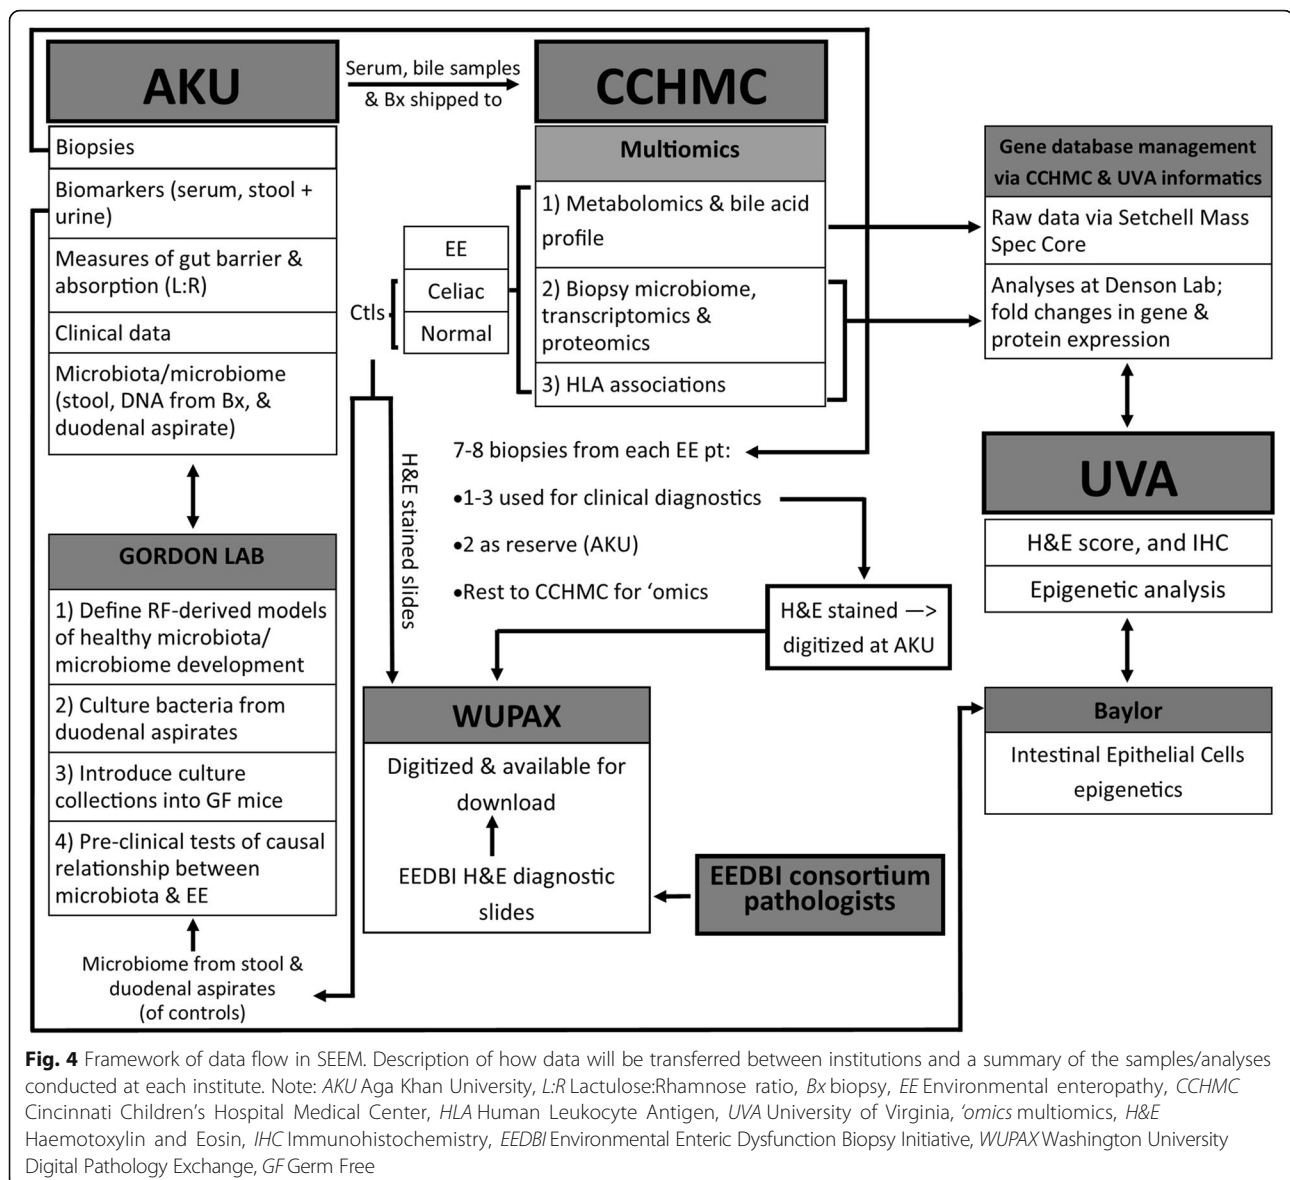 AKU
Biopsies
Biomarkers (serum, stool +
urine)
Measures of gut barrier &
absorption (L:R)
Clinical data
Microbiota/microbiome
(stool, DNA from Bx, &
duodenal aspirate)
Serum, bile samples
& Bx shipped to
CCHMC
Multiomics
1) Metabolomics & bile acid
profile
2) Biopsy microbiome,
transcriptomics &
proteomics
3) HLA associations
Ctls
EE
Celiac
Normal
Gene database management
via CCHMC & UVA informatics
Raw data via Setchell Mass
Spec Core
Analyses at Denson Lab;
fold changes in gene &
protein expression
UVA
H&E score, and IHC
Epigenetic analysis
Baylor
Intestinal Epithelial Cells
epigenetics
7-8 biopsies from each EE pt:
•1-3 used for clinical diagnostics
•2 as reserve (AKU)
•Rest to CCHMC for ‘omics
H&E stained —>
digitized at AKU
H&E stained slides
GORDON LAB
1) Define RF-derived models
of healthy microbiota/
microbiome development
2) Culture bacteria from
duodenal aspirates
3) Introduce culture
collections into GF mice
4) Pre-clinical tests of causal
relationship between
microbiota & EE
Microbiome from stool &
duodenal aspirates
(of controls)
WUPAX
Digitized & available for
download
EEDBI H&E diagnostic
slides
EEDBI consortium
pathologists
Fig. 4 Framework of data flow in SEEM. Description of how data will be transferred between institutions and a summary of the samples/analyses
conducted at each institute. Note: AKU Aga Khan University, L:R Lactulose:Rhamnose ratio, Bx biopsy, EE Environmental enteropathy, CCHMC
Cincinnati Children’s Hospital Medical Center, HLA Human Leukocyte Antigen, UVA University of Virginia, ‘omics multiomics, H&E
Haemotoxylin and Eosin, IHC Immunohistochemistry, EEDBI Environmental Enteric Dysfunction Biopsy Initiative, WUPAX Washington University
Digital Pathology Exchange, GF Germ Free